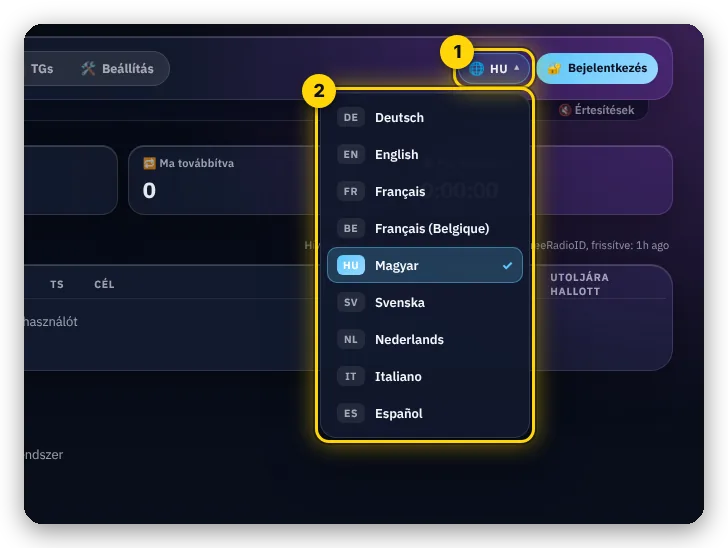 1
TGs
🛠️ Beállítás
🌐 HU ▲
🔐 Bejelentkezés
2
🔇 Értesítések
DE Deutsch
🔁 Ma továbbítva
EN English
0
:00:00
FR Français
BE Français (Belgique)
eeRadioID, frissítve: 1h ago
HU Magyar ✓
TS
CÉL
UTOLJÁRA
HALLOTT
SV Svenska
használót
NL Nederlands
IT Italiano
ES Español
ndszer